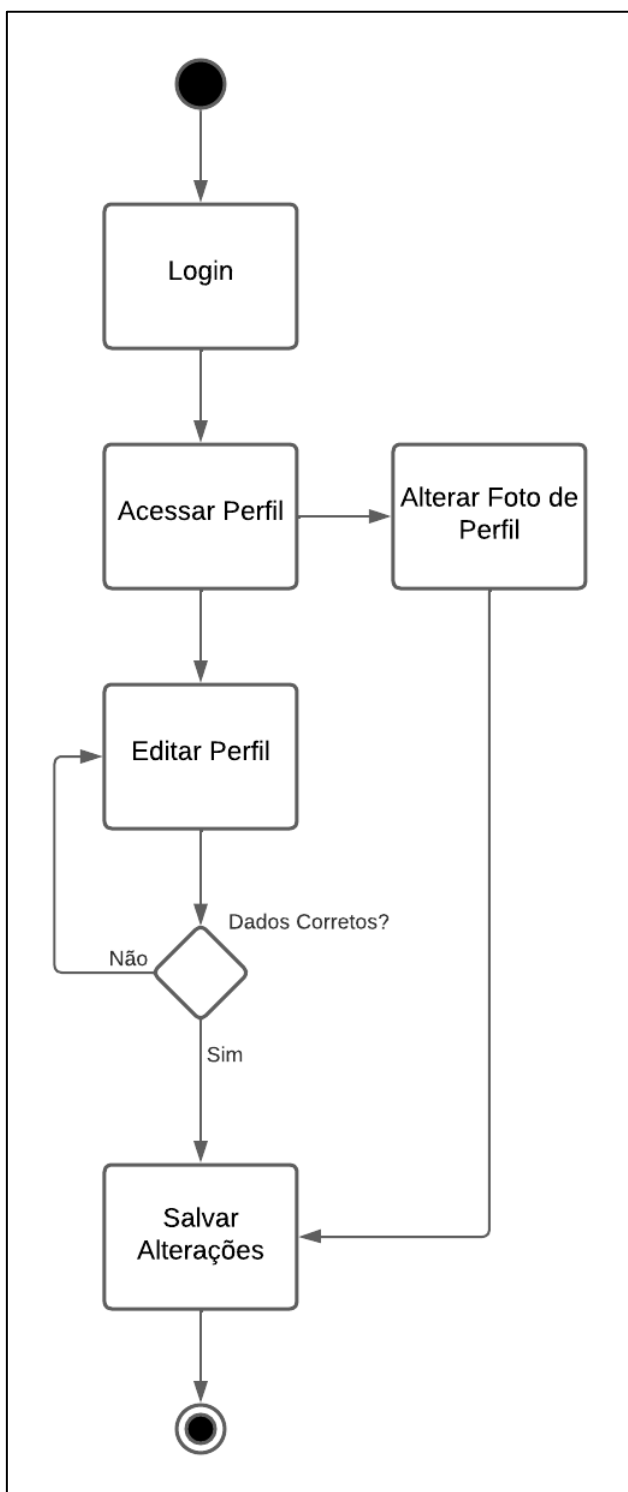 Login
Acessar Perfil
Alterar Foto de
Perfil
Editar Perfil
Dados Corretos?
Não
Sim
Salvar
Alterações